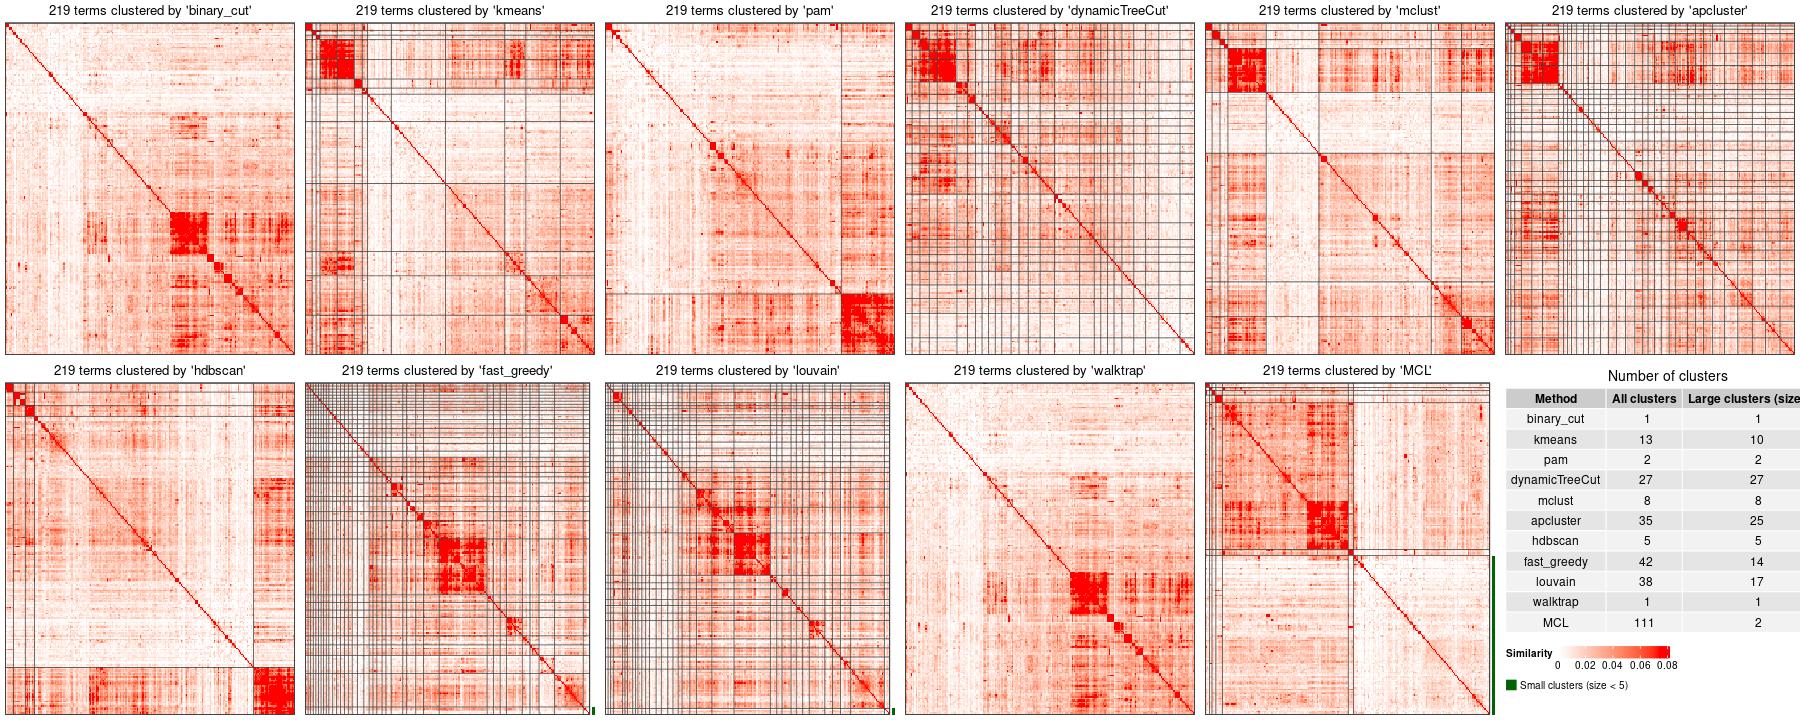 219 terms clustered by 'binary_cut'
219 terms clustered by 'kmeans'
219 terms clustered by 'pam'
219 terms clustered by 'dynamicTreeCut'
219 terms clustered by 'mclust'
219 terms clustered by 'apcluster'
219 terms clustered by 'hdbscan'
219 terms clustered by 'fast_greedy'
219 terms clustered by 'louvain'
219 terms clustered by 'walktrap'
219 terms clustered by 'MCL'
Number of clusters
Method All clusters Large clusters (size
binary_cut 1 1
kmeans 13 10
pam 2 2
dynamicTreeCut 27 27
mclust 8 8
apcluster 35 25
hdbscan 5 5
fast_greedy 42 14
louvain 38 17
walktrap 1 1
MCL 111 2
Similarity
0 0.02 0.04 0.06 0.08
Small clusters (size < 5)